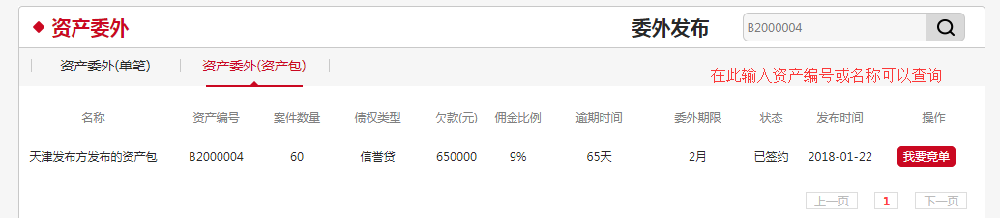 资产委外 委外发布 B2000004
资产委外(单笔) 资产委外(资产包)
在此输入资产编号或名称可以查询
名称 资产编号 案件数量 债权类型 欠款(元) 佣金比例 逾期时间 委外期限 状态 发布时间 操作
天津发布方发布的资产包 B2000004 60 信誉贷 650000 9% 65天 2月 已签约 2018-01-22 我要竞单
上一页 1 下一页